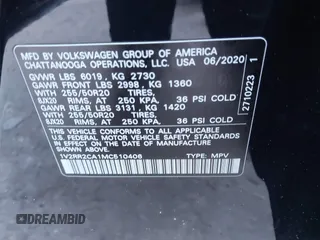 MFD BY VOLKSWAGEN GROUP OF AMERICA
CHATTANOOGA OPERATIONS, LLC. USA 06/2020
GVWR LBS 6019, KG 2730
GAWR FRONT LBS 2998, KG 1360
WITH TIRES * 255/50R20 RIMS *
8JX20 AT 250 KPA, 36 PSI COLD
GAWR REAR LBS 3131, KG 1420
WITH TIRES * 255/50R20 RIMS *
8JX20 AT 250 KPA, 36 PSI COLD
THIS VEHICLE CONFORMS TO ALL APPLICABLE
U.S. FEDERAL MOTOR VEHICLE SAFETY
STANDARDS IN EFFECT ON THE DATE OF
MANUFACTURE SHOWN ABOVE.
1V2RR2CA1MC510406 TYPE: MPV
2710223 1
DREAMBID